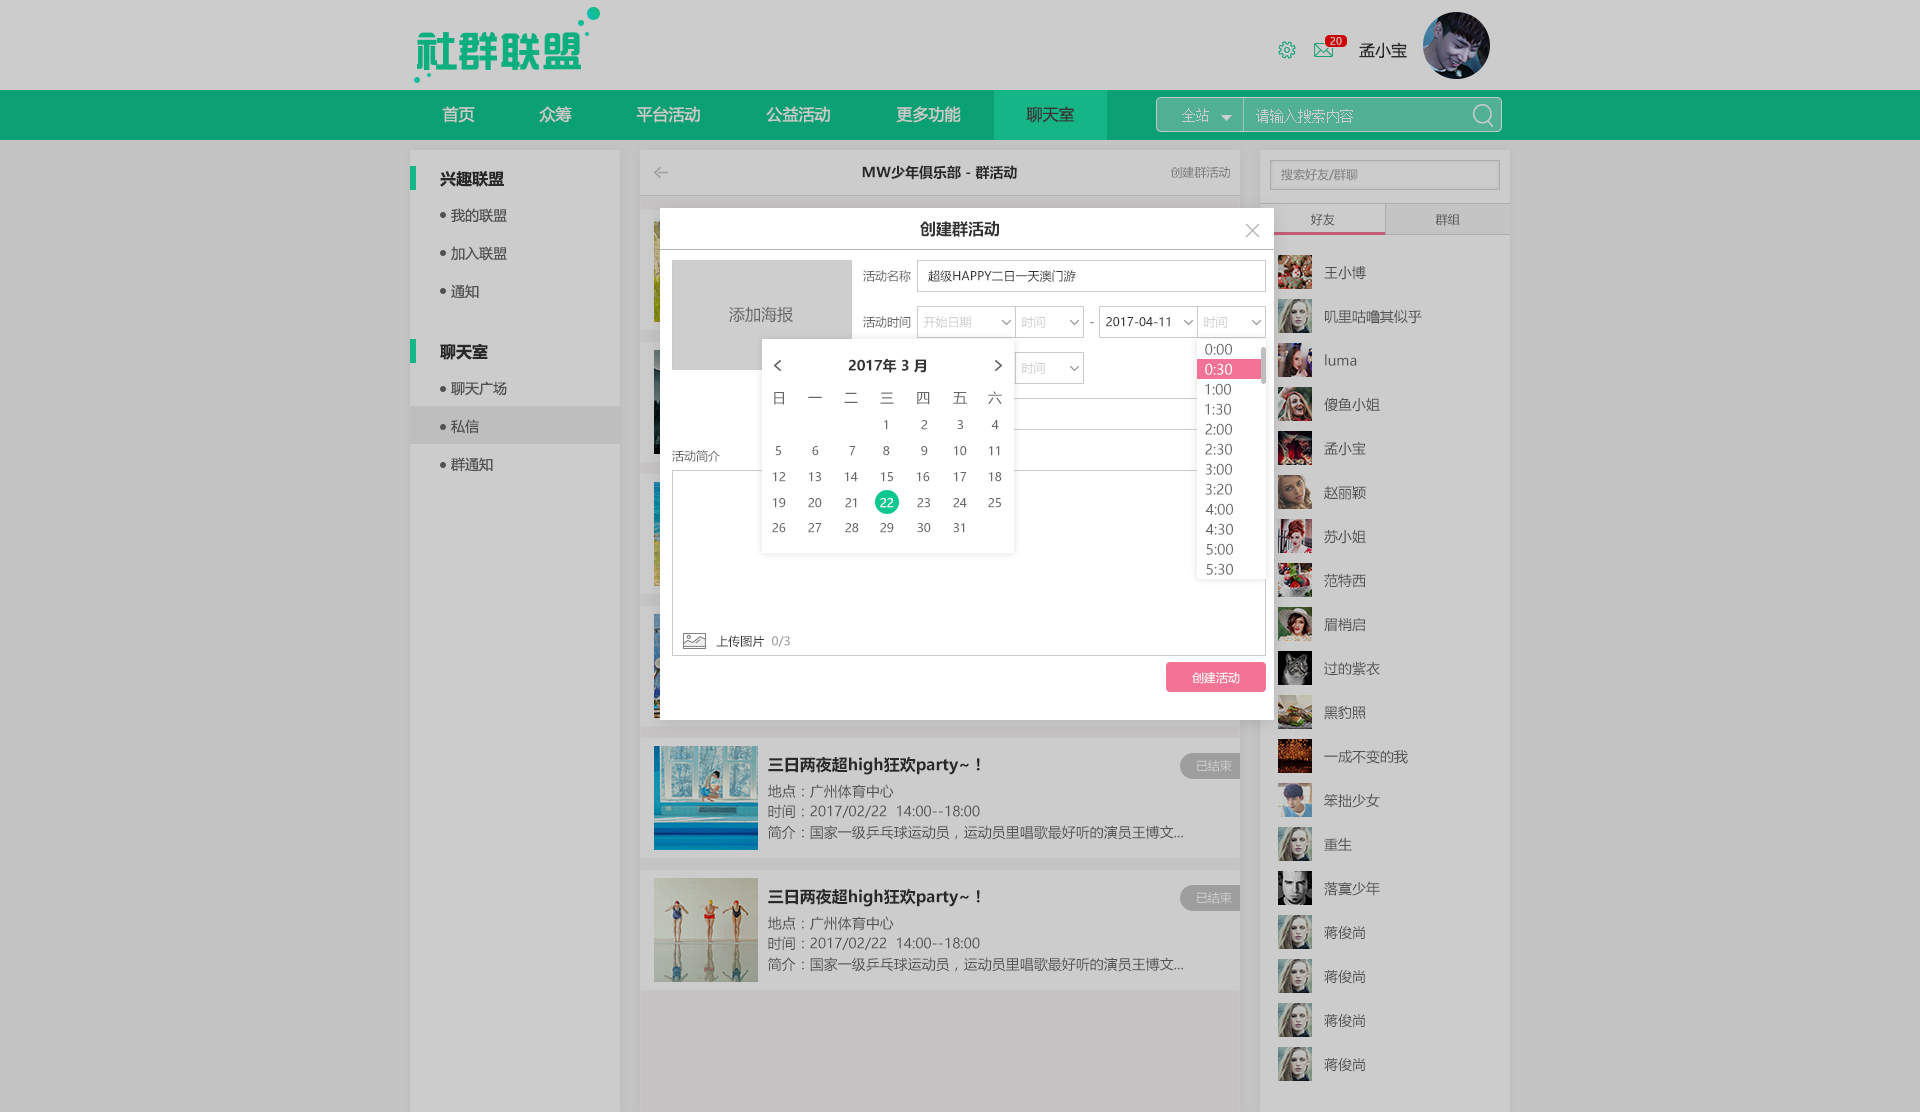 社群联盟
20
孟小宝
首页 众筹 平台活动 公益活动 更多功能 聊天室
全站 请输入搜索内容
兴趣联盟
我的联盟
加入联盟
通知
聊天室
聊天广场
私信
群通知
MW少年俱乐部 - 群活动 创建群活动
创建群活动
添加海报
活动名称 超级HAPPY二日一天澳门游
活动时间 开始日期 时间 - 2017-04-11 时间
时间
2017年 3 月
日 一 二 三 四 五 六
1 2 3 4
5 6 7 8 9 10 11
12 13 14 15 16 17 18
19 20 21 22 23 24 25
26 27 28 29 30 31
0:00
0:30
1:00
1:30
2:00
2:30
3:00
3:20
4:00
4:30
5:00
5:30
活动简介
上传图片 0/3
创建活动
三日两夜超high狂欢party~！
已结束
地点：广州体育中心
时间：2017/02/22 14:00--18:00
简介：国家一级乒乓球运动员，运动员里唱歌最好听的演员王博文...
三日两夜超high狂欢party~！
已结束
地点：广州体育中心
时间：2017/02/22 14:00--18:00
简介：国家一级乒乓球运动员，运动员里唱歌最好听的演员王博文...
搜索好友/群聊
好友 群组
王小博
叽里咕噜其似乎
luma
傻鱼小姐
孟小宝
赵丽颖
苏小姐
范特西
眉梢启
过的紫衣
黑豹照
一成不变的我
笨拙少女
重生
落寞少年
蒋俊尚
蒋俊尚
蒋俊尚
蒋俊尚